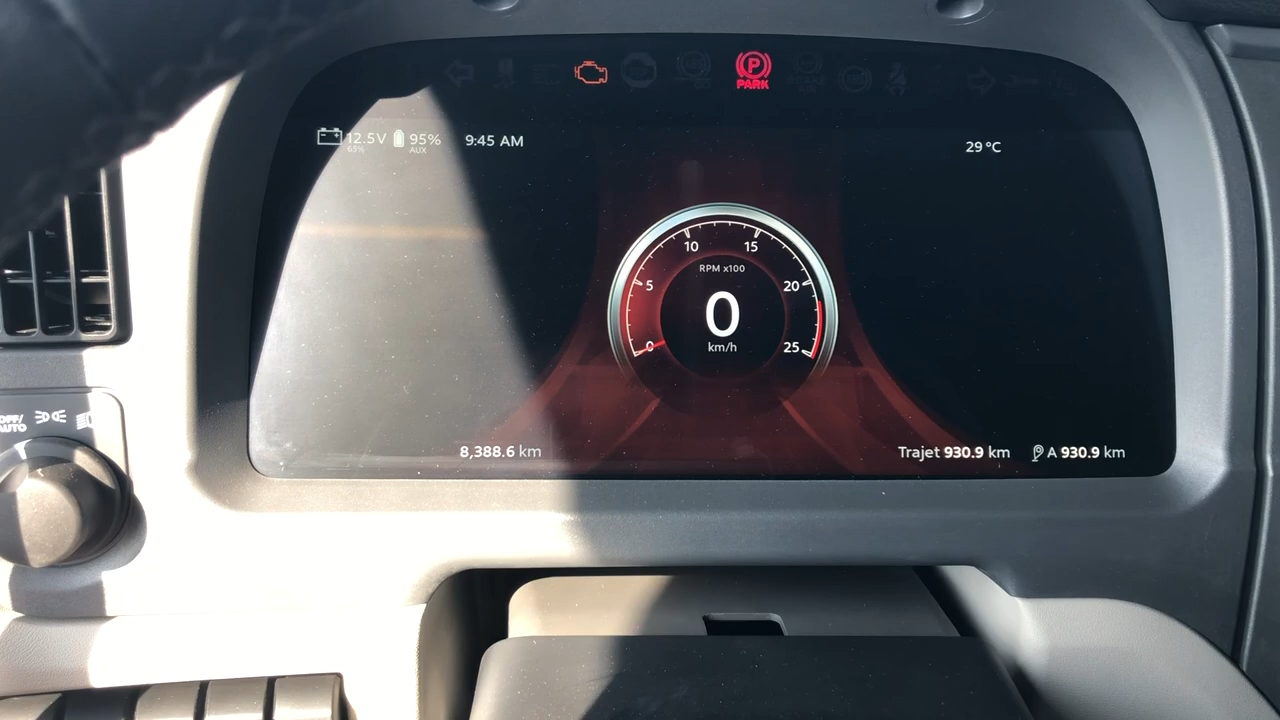 PARK
12.5V 95% 9:45 AM
65% AUX
29 °C
10 15
RPM x100
5 20
0
km/h
0 25
8,388.6 km
Trajet 930.9 km A 930.9 km
OFF/
AUTO